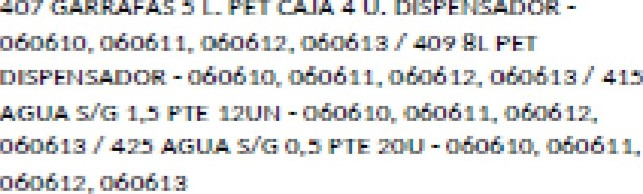 407 GARRAFAS 5 L. PET CAJA 4 U. DISPENSADOR -
060610, 060611, 060612, 060613 / 409 8L PET
DISPENSADOR - 060610, 060611, 060612, 060613 / 415
AGUA S/G 1,5 PTE 12UN - 060610, 060611, 060612,
060613 / 425 AGUA S/G 0,5 PTE 20U - 060610, 060611,
060612, 060613